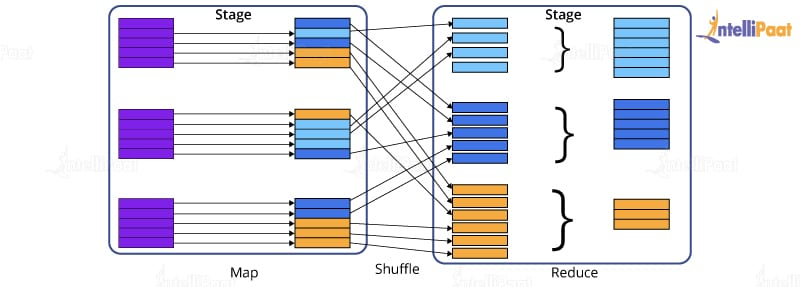 Stage
Stage
IntelliPaat
Map
Shuffle
Reduce